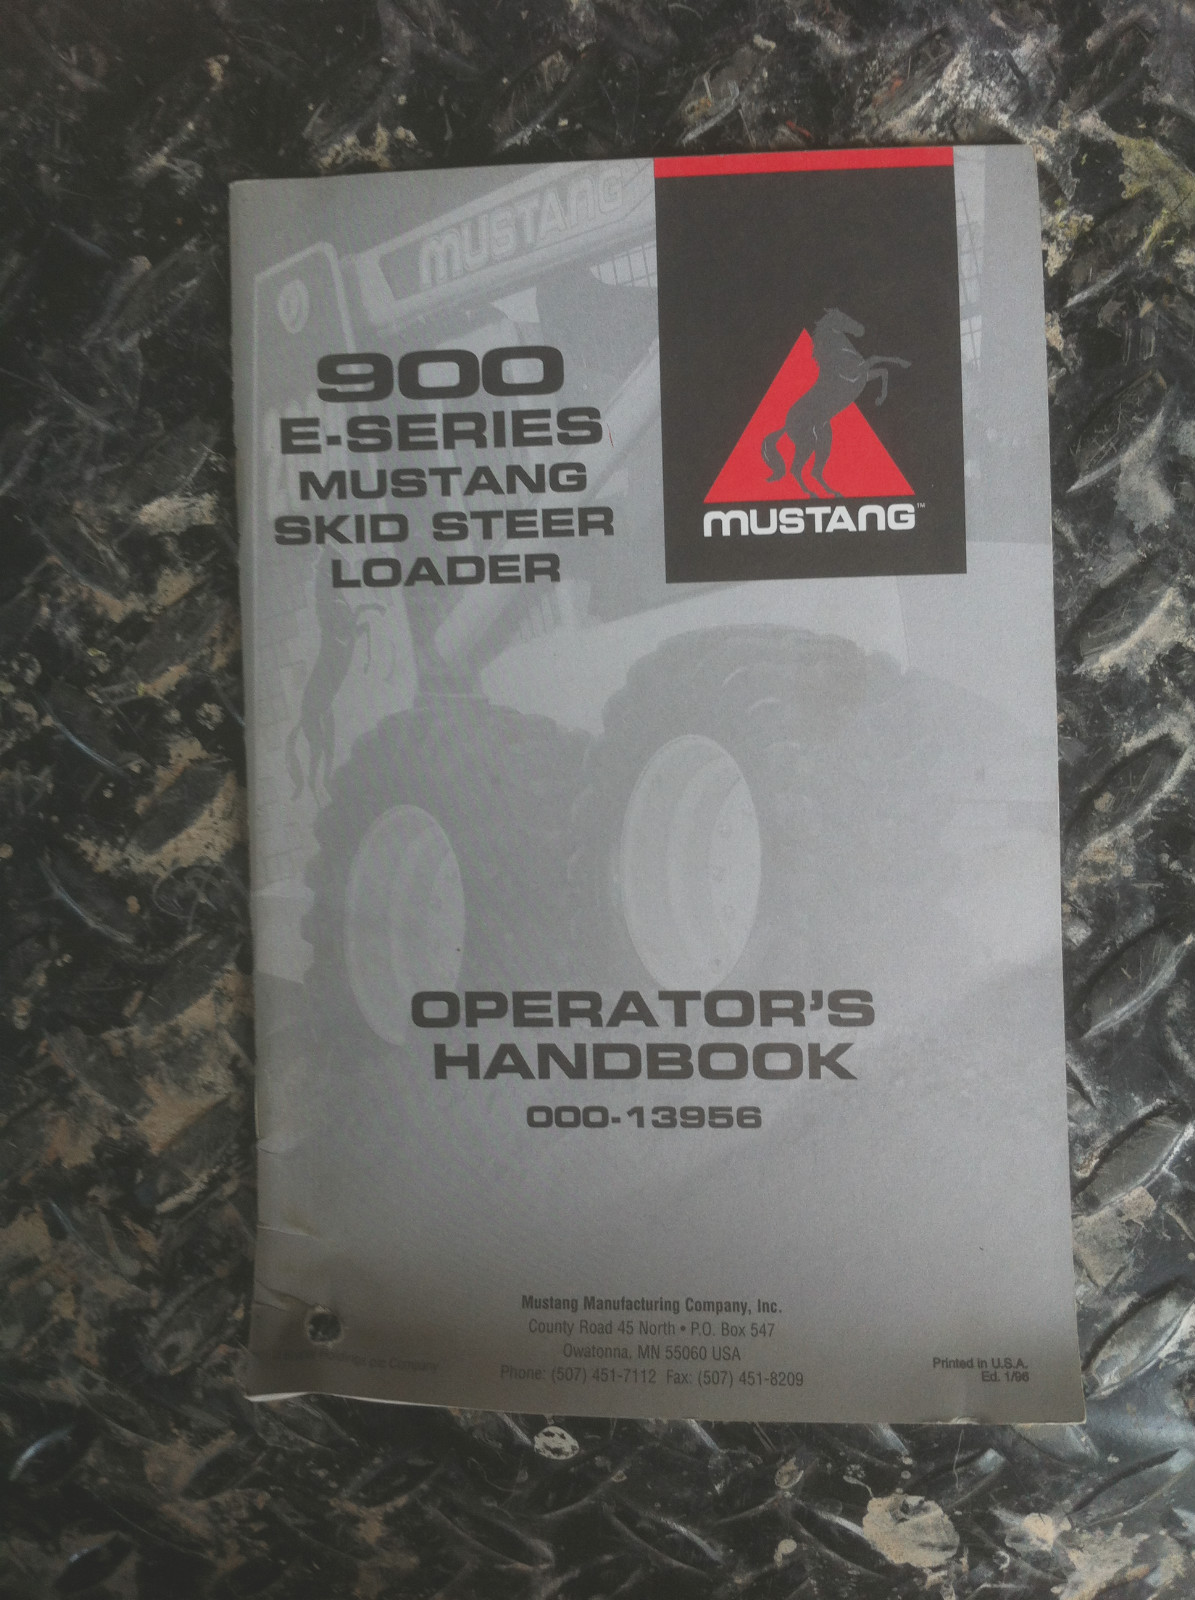 MUSTANG
900
E-SERIES
MUSTANG
SKID STEER
LOADER
MUSTANG™
OPERATOR'S
HANDBOOK
000-13956
Mustang Manufacturing Company, Inc.
County Road 45 North • P.O. Box 547
Owatonna, MN 55060 USA
Phone: (507) 451-7112 Fax: (507) 451-8209
Company
Printed in U.S.A.
Ed. 1/96